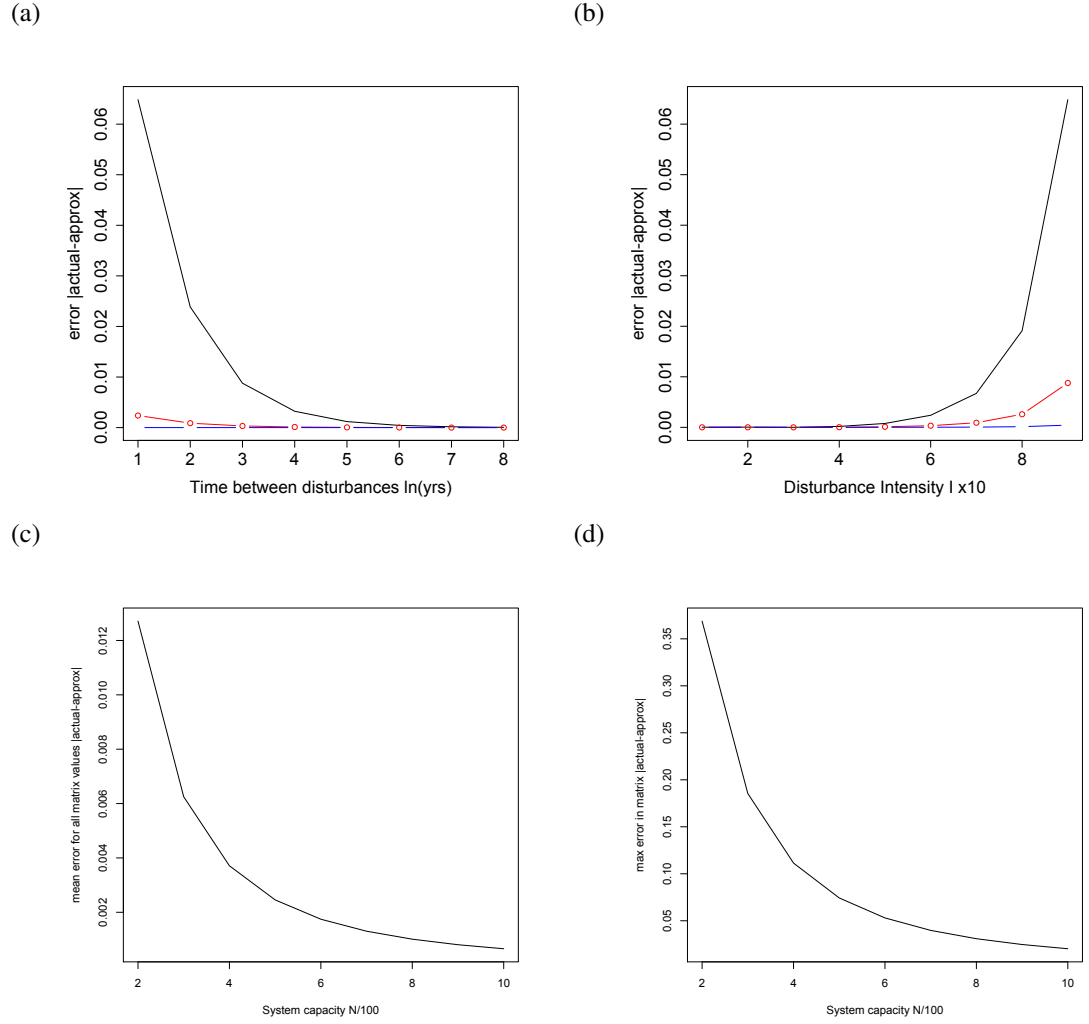 (a)
(b)
error |actual-approx|
0.00 0.01 0.02 0.03 0.04 0.05 0.06
1 2 3 4 5 6 7 8
Time between disturbances ln(yrs)
error |actual-approx|
0.00 0.01 0.02 0.03 0.04 0.05 0.06
2 4 6 8
Disturbance Intensity I x10
(c)
(d)
mean error for all matrix values |actual-approx|
0.002 0.004 0.006 0.008 0.010 0.012
2 4 6 8 10
System capacity N/100
max error in matrix |actual-approx|
0.05 0.10 0.15 0.20 0.25 0.30 0.35
2 4 6 8 10
System capacity N/100